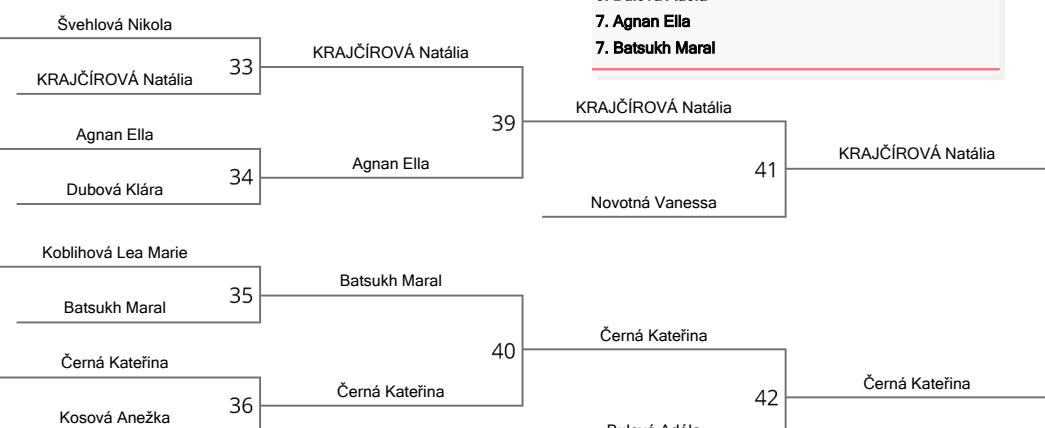 7. Agnan Ella
7. Batsukh Maral
Švehlová Nikola
KRAJČÍROVÁ Natália
33
KRAJČÍROVÁ Natália
Agnan Ella
Dubová Klára
34
Agnan Ella
39
KRAJČÍROVÁ Natália
Novotná Vanessa
41
KRAJČÍROVÁ Natália
Koblihová Lea Marie
Batsukh Maral
35
Batsukh Maral
Černá Kateřina
Kosová Anežka
36
Černá Kateřina
40
Černá Kateřina
42
Černá Kateřina